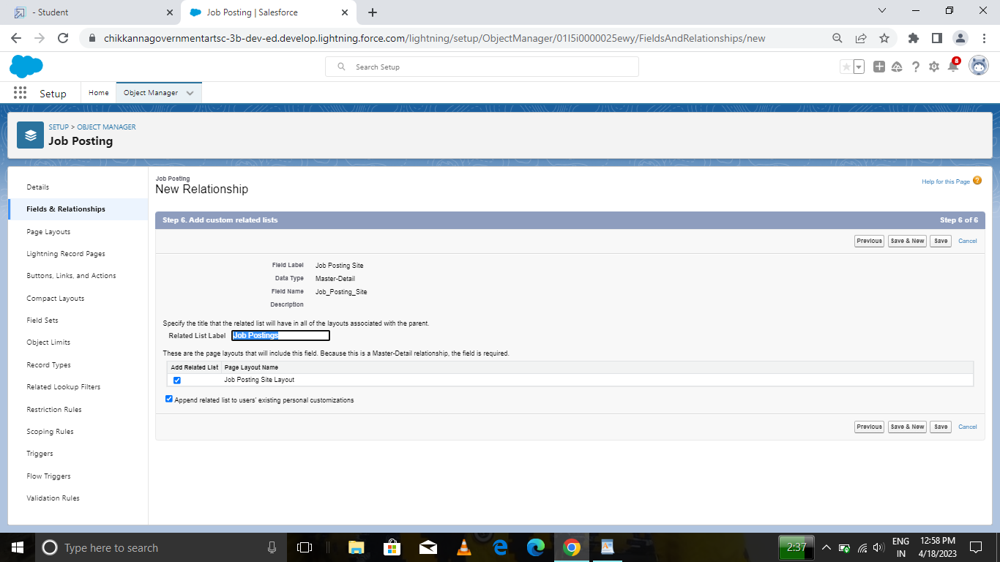 - Student
Job Posting | Salesforce
chikkannagovernmentartsc-3b-dev-ed.develop.lightning.force.com/lightning/setup/ObjectManager/01I5i0000025ewy/FieldsAndRelationships/new
Search Setup
8
Setup
Home
Object Manager
SETUP > OBJECT MANAGER
Job Posting
Details
Fields & Relationships
Page Layouts
Lightning Record Pages
Buttons, Links, and Actions
Compact Layouts
Field Sets
Object Limits
Record Types
Related Lookup Filters
Restriction Rules
Scoping Rules
Triggers
Flow Triggers
Validation Rules
Job Posting
New Relationship
Help for this Page ?
Step 6. Add custom related lists Step 6 of 6
Previous Save & New Save Cancel
Field Label Job Posting Site
Data Type Master-Detail
Field Name Job_Posting_Site
Description
Specify the title that the related list will have in all of the layouts associated with the parent.
Related List Label Job Postings
These are the page layouts that will include this field. Because this is a Master-Detail relationship, the field is required.
Add Related List Page Layout Name
Job Posting Site Layout
Append related list to users' existing personal customizations
Previous Save & New Save Cancel
Type here to search
2:37
ENG
IN
12:58 PM
4/18/2023